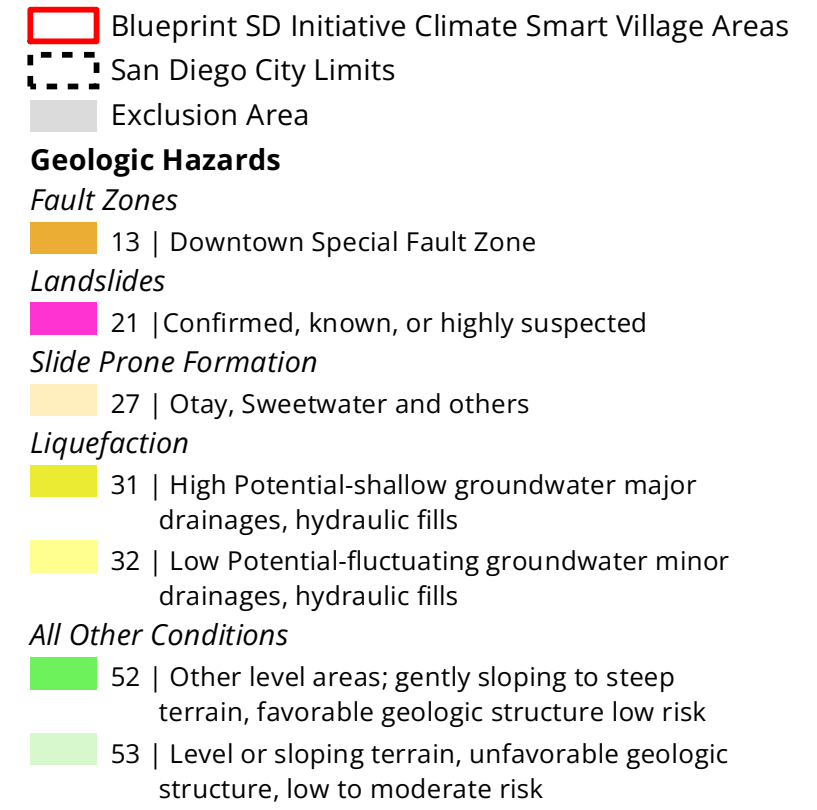 Blueprint SD Initiative Climate Smart Village Areas
San Diego City Limits
Exclusion Area
Geologic Hazards
Fault Zones
13 | Downtown Special Fault Zone
Landslides
21 |Confirmed, known, or highly suspected
Slide Prone Formation
27 | Otay, Sweetwater and others
Liquefaction
31 | High Potential-shallow groundwater major
drainages, hydraulic fills
32 | Low Potential-fluctuating groundwater minor
drainages, hydraulic fills
All Other Conditions
52 | Other level areas; gently sloping to steep
terrain, favorable geologic structure low risk
53 | Level or sloping terrain, unfavorable geologic
structure, low to moderate risk